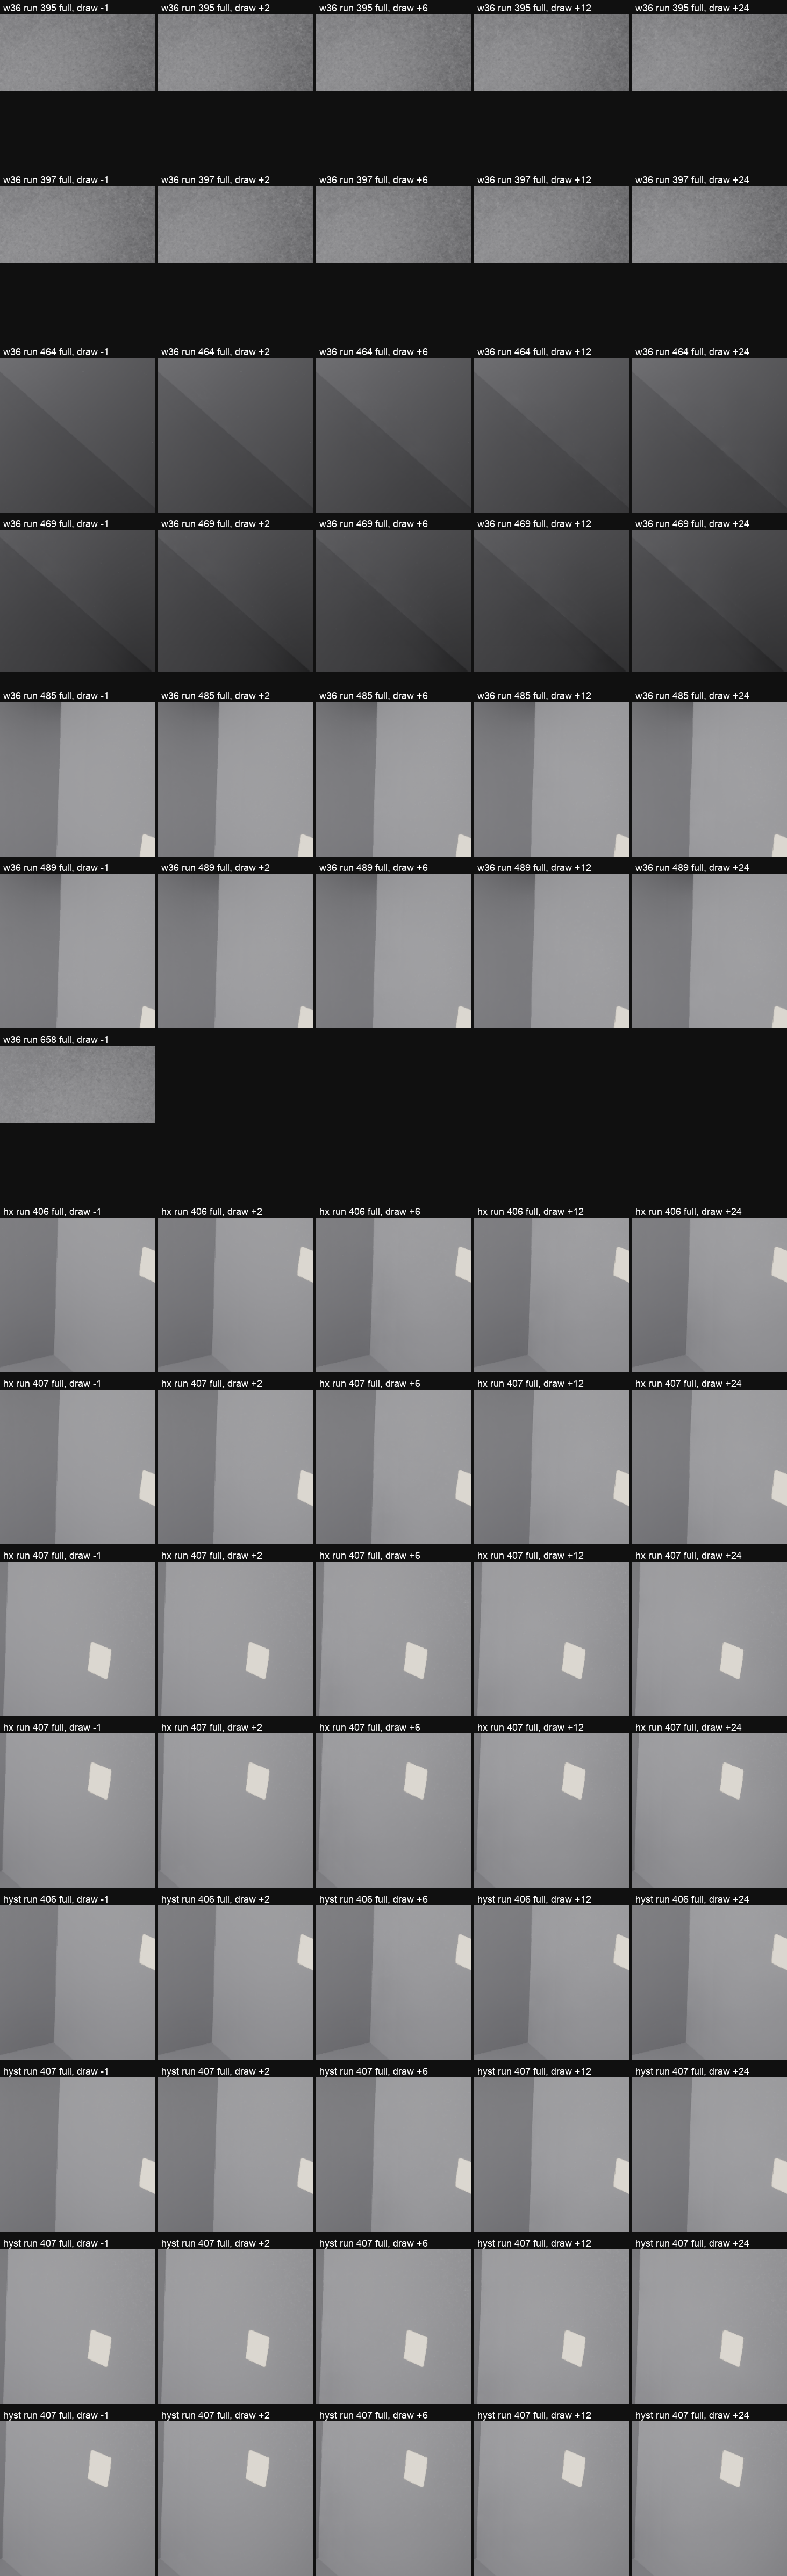 w36 run 395 full, draw -1 w36 run 395 full, draw +2 w36 run 395 full, draw +6 w36 run 395 full, draw +12 w36 run 395 full, draw +24
w36 run 397 full, draw -1 w36 run 397 full, draw +2 w36 run 397 full, draw +6 w36 run 397 full, draw +12 w36 run 397 full, draw +24
w36 run 464 full, draw -1 w36 run 464 full, draw +2 w36 run 464 full, draw +6 w36 run 464 full, draw +12 w36 run 464 full, draw +24
w36 run 469 full, draw -1 w36 run 469 full, draw +2 w36 run 469 full, draw +6 w36 run 469 full, draw +12 w36 run 469 full, draw +24
w36 run 485 full, draw -1 w36 run 485 full, draw +2 w36 run 485 full, draw +6 w36 run 485 full, draw +12 w36 run 485 full, draw +24
w36 run 489 full, draw -1 w36 run 489 full, draw +2 w36 run 489 full, draw +6 w36 run 489 full, draw +12 w36 run 489 full, draw +24
w36 run 658 full, draw -1
hx run 406 full, draw -1 hx run 406 full, draw +2 hx run 406 full, draw +6 hx run 406 full, draw +12 hx run 406 full, draw +24
hx run 407 full, draw -1 hx run 407 full, draw +2 hx run 407 full, draw +6 hx run 407 full, draw +12 hx run 407 full, draw +24
hx run 407 full, draw -1 hx run 407 full, draw +2 hx run 407 full, draw +6 hx run 407 full, draw +12 hx run 407 full, draw +24
hx run 407 full, draw -1 hx run 407 full, draw +2 hx run 407 full, draw +6 hx run 407 full, draw +12 hx run 407 full, draw +24
hyst run 406 full, draw -1 hyst run 406 full, draw +2 hyst run 406 full, draw +6 hyst run 406 full, draw +12 hyst run 406 full, draw +24
hyst run 407 full, draw -1 hyst run 407 full, draw +2 hyst run 407 full, draw +6 hyst run 407 full, draw +12 hyst run 407 full, draw +24
hyst run 407 full, draw -1 hyst run 407 full, draw +2 hyst run 407 full, draw +6 hyst run 407 full, draw +12 hyst run 407 full, draw +24
hyst run 407 full, draw -1 hyst run 407 full, draw +2 hyst run 407 full, draw +6 hyst run 407 full, draw +12 hyst run 407 full, draw +24